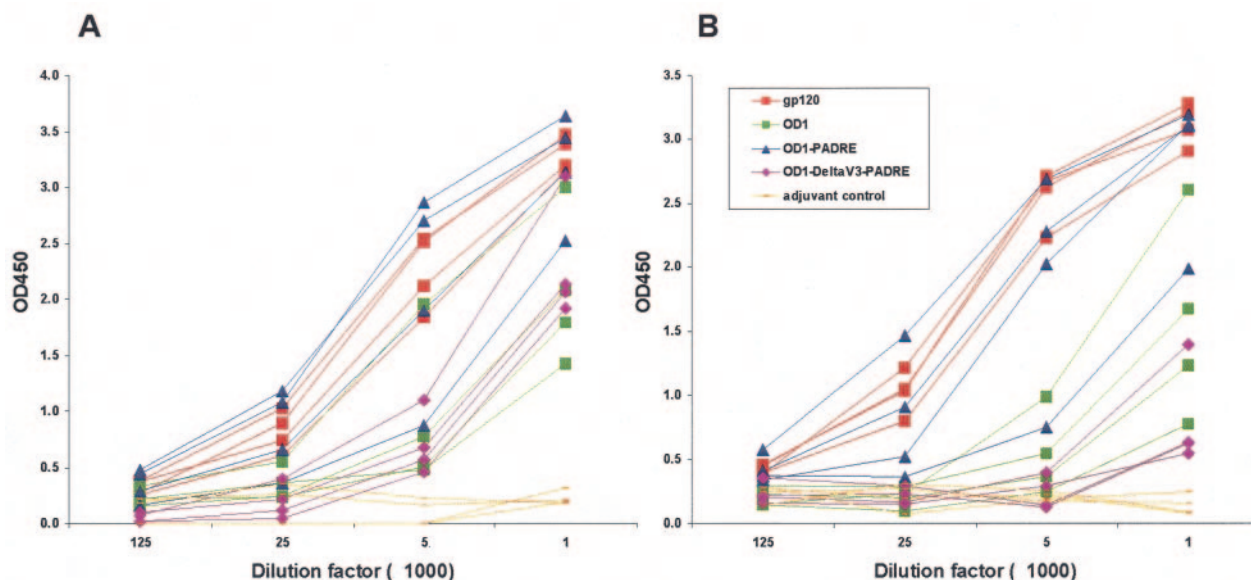 A
B
4.0
3.5
3.0
2.5
2.0
1.5
1.0
0.5
0.0
OD450
125
25
5
1
Dilution factor ( 1000)
3.5
3.0
2.5
2.0
1.5
1.0
0.5
0.0
OD450
gp120
OD1
OD1-PADRE
OD1-DeltaV3-PADRE
adjuvant control
125
25
5
1
Dilution factor ( 1000)